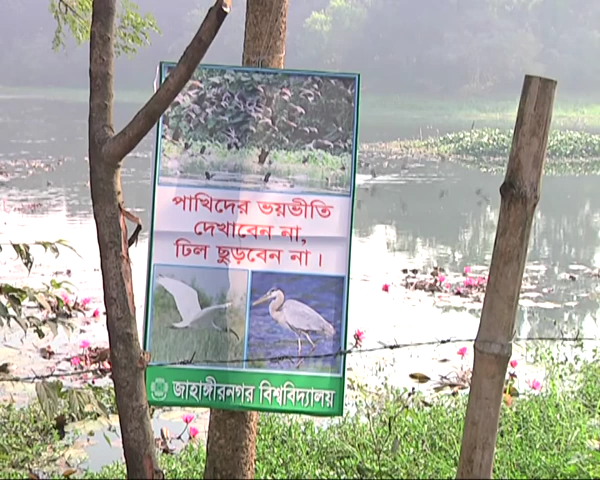 পাখিদের ভয়ভীতি
দেখাবেন না,
ঢিল ছুড়বেন না।
জাহাঙ্গীরনগর বিশ্ববিদ্যালয়